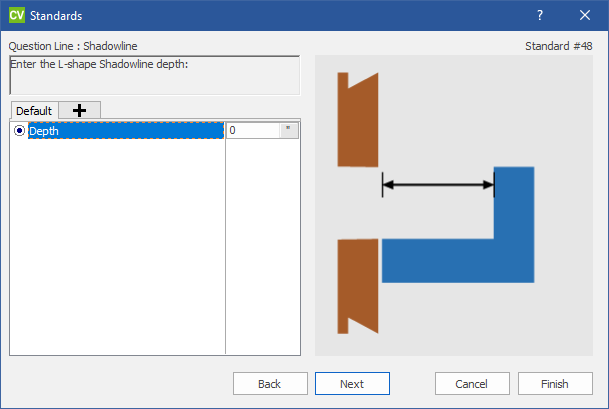 CV Standards ?
Question Line : Shadowline
Standard #48
Enter the L-shape Shadowline depth:
Default
Depth 0 "
Back Next Cancel Finish